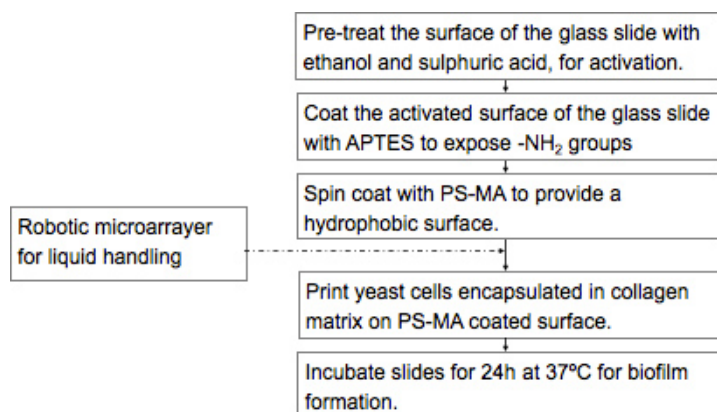 Pre-treat the surface of the glass slide with
ethanol and sulphuric acid, for activation.
Coat the activated surface of the glass slide
with APTES to expose -NH₂ groups
Spin coat with PS-MA to provide a
hydrophobic surface.
Robotic microarrayer
for liquid handling
Print yeast cells encapsulated in collagen
matrix on PS-MA coated surface.
Incubate slides for 24h at 37ºC for biofilm
formation.